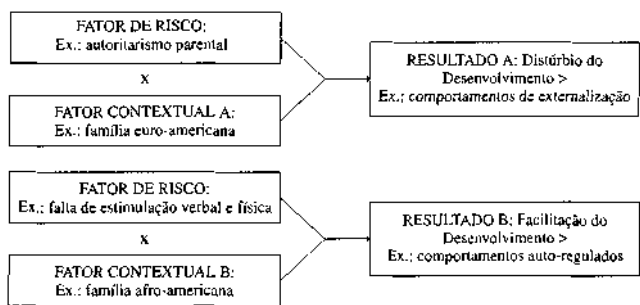 FATOR DE RISCO:
Ex.: autoritarismo parental
x
FATOR CONTEXTUAL A:
Ex.: família euro-americana
RESULTADO A: Distúrbio do
Desenvolvimento >
Ex.: comportamentos de externalização
FATOR DE RISCO:
Ex.: falta de estimulação verbal e física
x
FATOR CONTEXTUAL B:
Ex.: família afro-americana
RESULTADO B: Facilitação do
Desenvolvimento >
Ex.: comportamentos auto-regulados